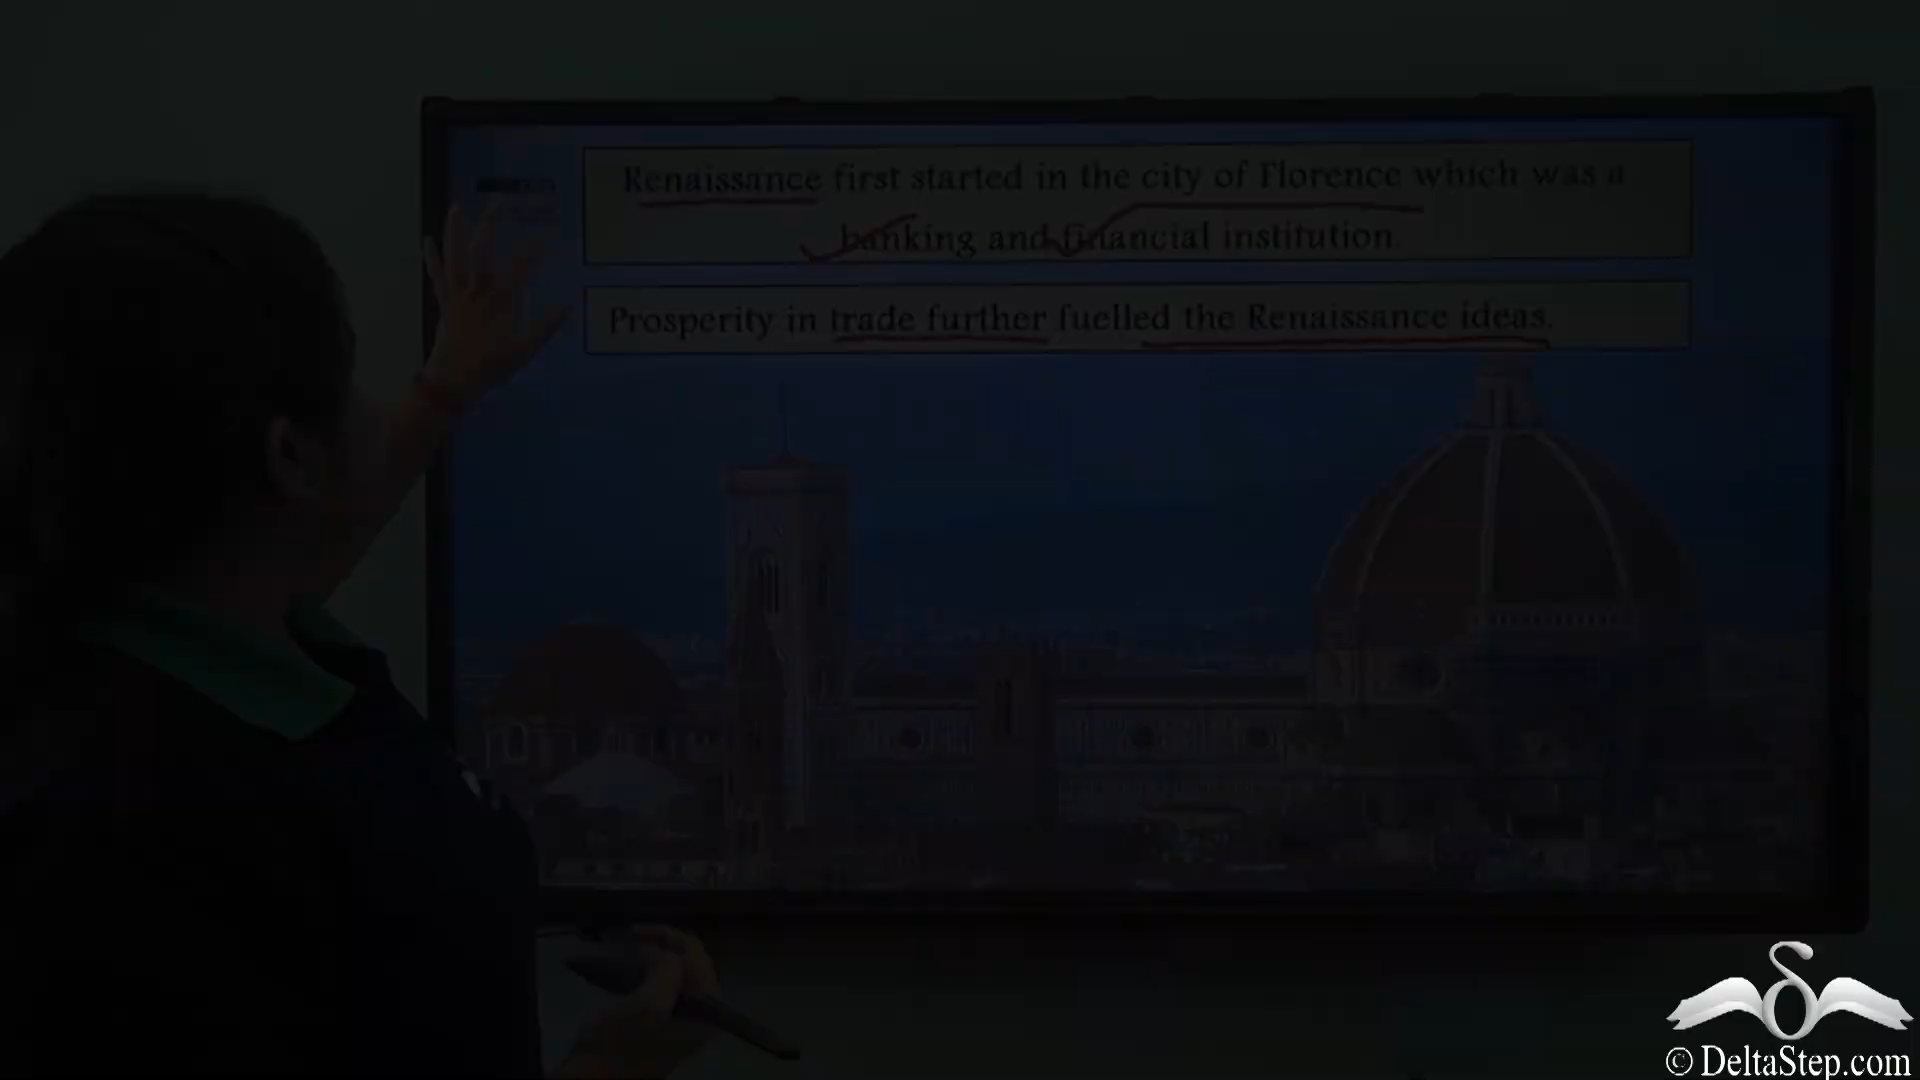 Renaissance first started in the city of Florence which was a
banking and financial institution.
Prosperity in trade further fuelled the Renaissance ideas.
© DeltaStep.com